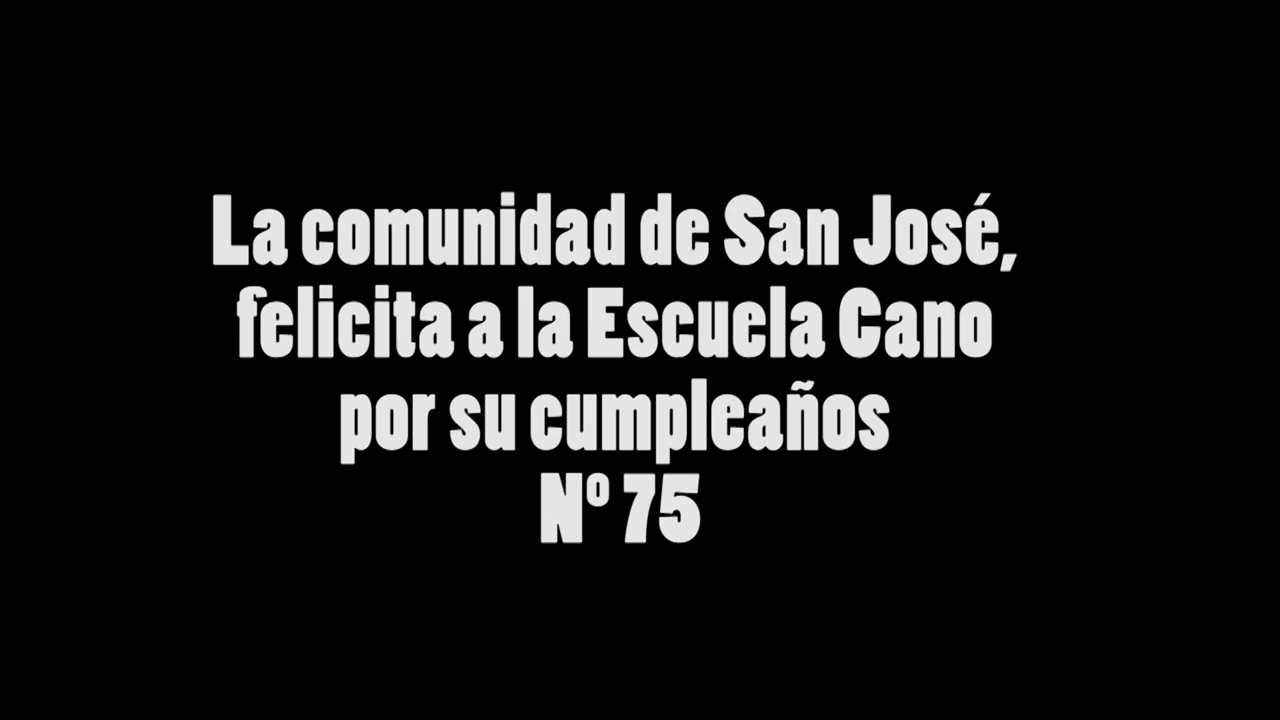 La comunidad de San José,
felicita a la Escuela Cano
por su cumpleaños
Nº 75